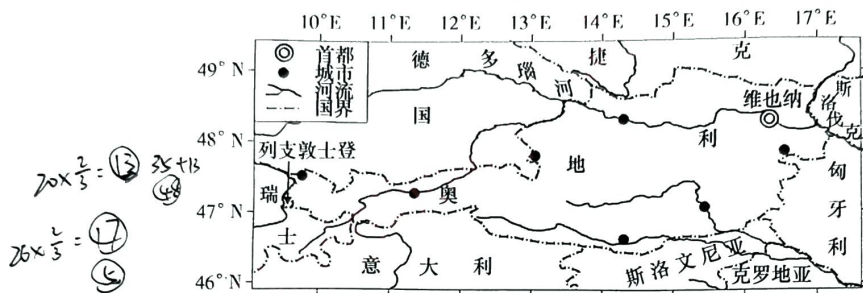 10°E 11°E 12°E 13°E 14°E 15°E 16°E 17°E
首都
城市
河流
国界
49°N
48°N
47°N
46°N
德
国
多
瑙
河
捷
克
斯
洛
伐
克
维也纳
列支敦士登
瑞
士
奥
地
利
匈
牙
利
意 大 利
斯洛文尼亚
克罗地亚
20×2/3=13 35+13
48
26×2/3=17
5